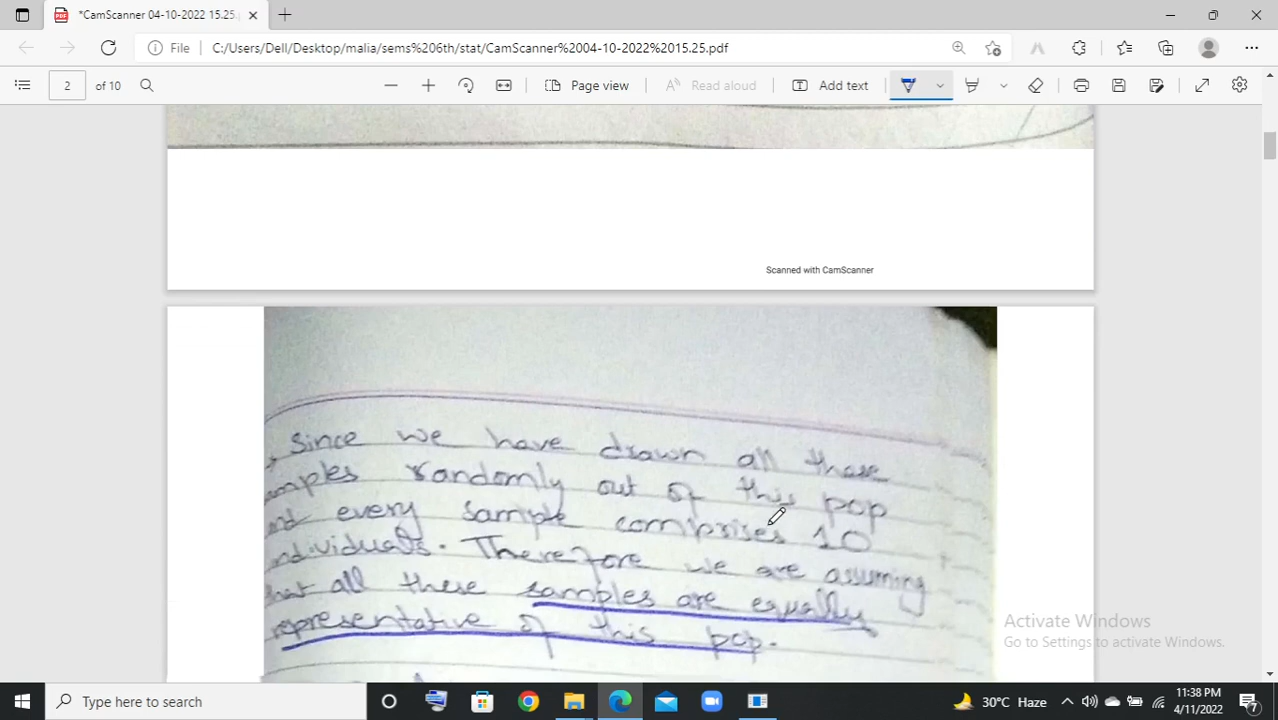 *CamScanner 04-10-2022 15.25.
File C:/Users/Dell/Desktop/malia/sems%206th/stat/CamScanner%2004-10-2022%2015.25.pdf
2 of 10 Page view Read aloud Add text
Scanned with CamScanner
Since we have drawn all these
amples randomly out of this pop
every sample comprises 10
ndividuals. Therefore we are assuming
all these samples are equally
representative of this pop.
Activate Windows
Go to Settings to activate Windows.
Type here to search
30°C Haze
11:38 PM
4/11/2022
7